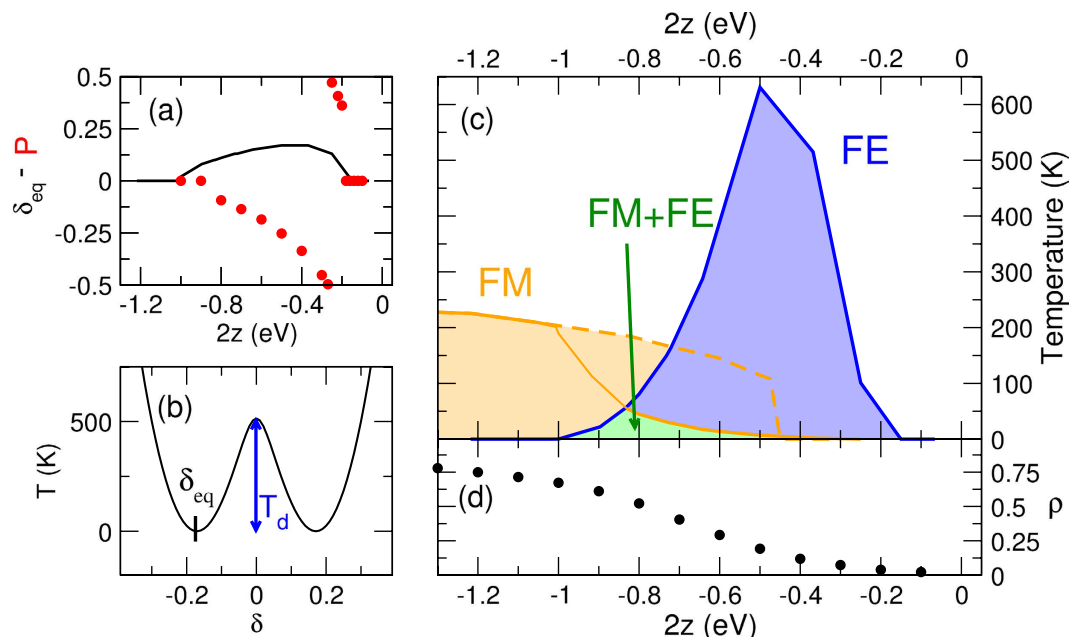 2z (eV)
-1.2 -1 -0.8 -0.6 -0.4 -0.2 0
0.5
0.25
0
-0.25
-0.5
δeq - P
(a)
-1.2 -0.8 -0.4 0
2z (eV)
(c)
FE
FM+FE
FM
600
500
400
300
200
100
0
Temperature (K)
(b)
500
0
T (K)
δeq
Td
-0.2 0 0.2
δ
(d)
0.75
0.5
0.25
0
ρ
-1.2 -1 -0.8 -0.6 -0.4 -0.2 0
2z (eV)